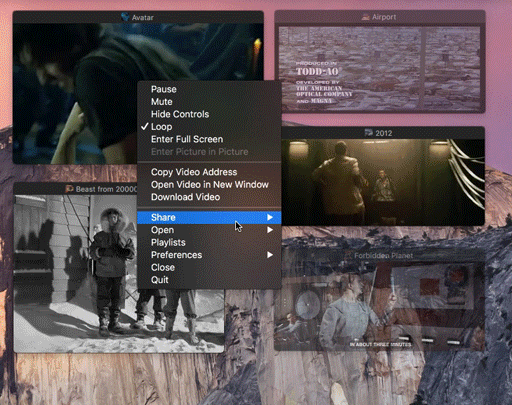 Avatar
Airport
PRODUCED IN
TODD-AO
DEVELOPED BY
THE AMERICAN
OPTICAL COMPANY
AND MAGNA
Pause
Mute
Hide Controls
✓ Loop
Enter Full Screen
Enter Picture in Picture
Copy Video Address
Open Video in New Window
Download Video
Share
Open
Playlists
Preferences
Close
Quit
2012
Beast from 20000
Forbidden Planet
IN ABOUT THREE MINUTES